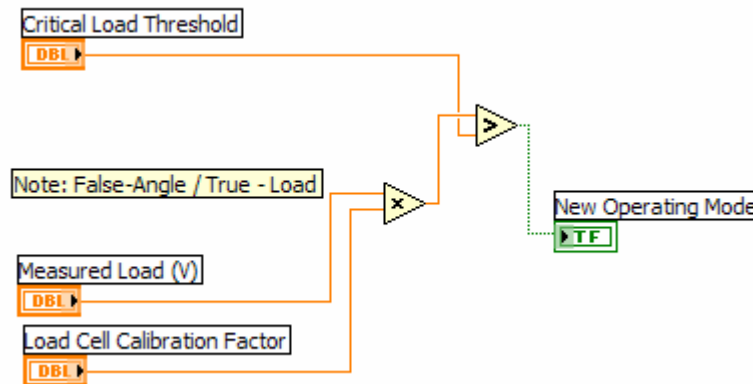 Critical Load Threshold
DBL
>
Note: False-Angle / True - Load
×
New Operating Mode
TF
Measured Load (V)
DBL
Load Cell Calibration Factor
DBL